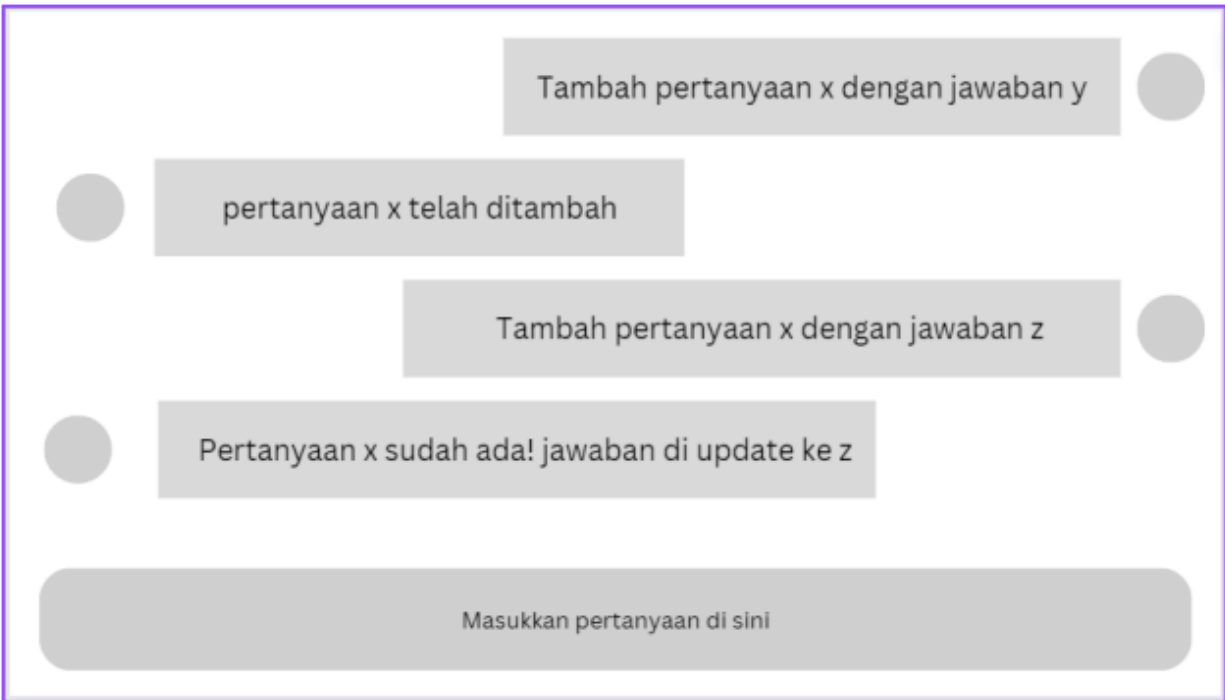 Tambah pertanyaan x dengan jawaban y
pertanyaan x telah ditambah
Tambah pertanyaan x dengan jawaban z
Pertanyaan x sudah ada! jawaban di update ke z
Masukkan pertanyaan di sini